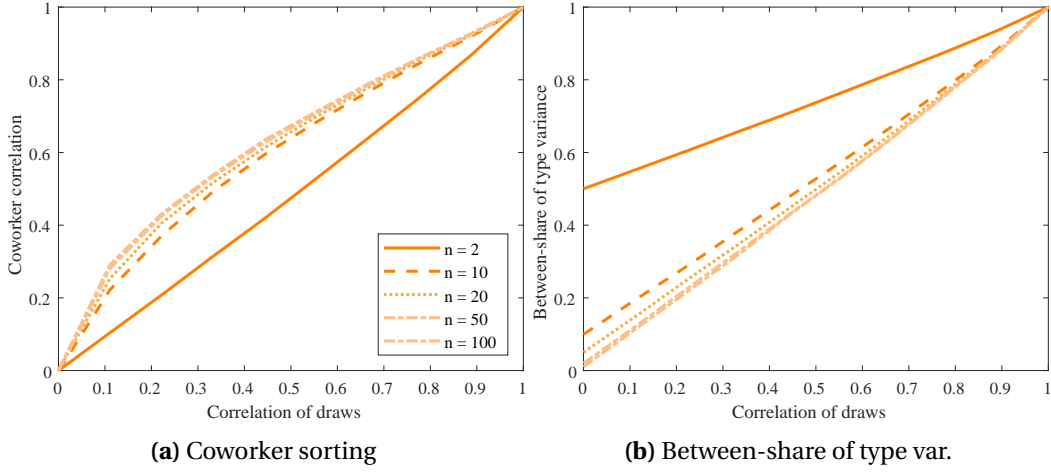 1
0.8
0.6
0.4
0.2
0
Coworker correlation
n = 2
n = 10
n = 20
n = 50
n = 100
0 0.1 0.2 0.3 0.4 0.5 0.6 0.7 0.8 0.9 1
Correlation of draws
(a) Coworker sorting
1
0.8
0.6
0.4
0.2
0
Between-share of type variance
0 0.1 0.2 0.3 0.4 0.5 0.6 0.7 0.8 0.9 1
Correlation of draws
(b) Between-share of type var.